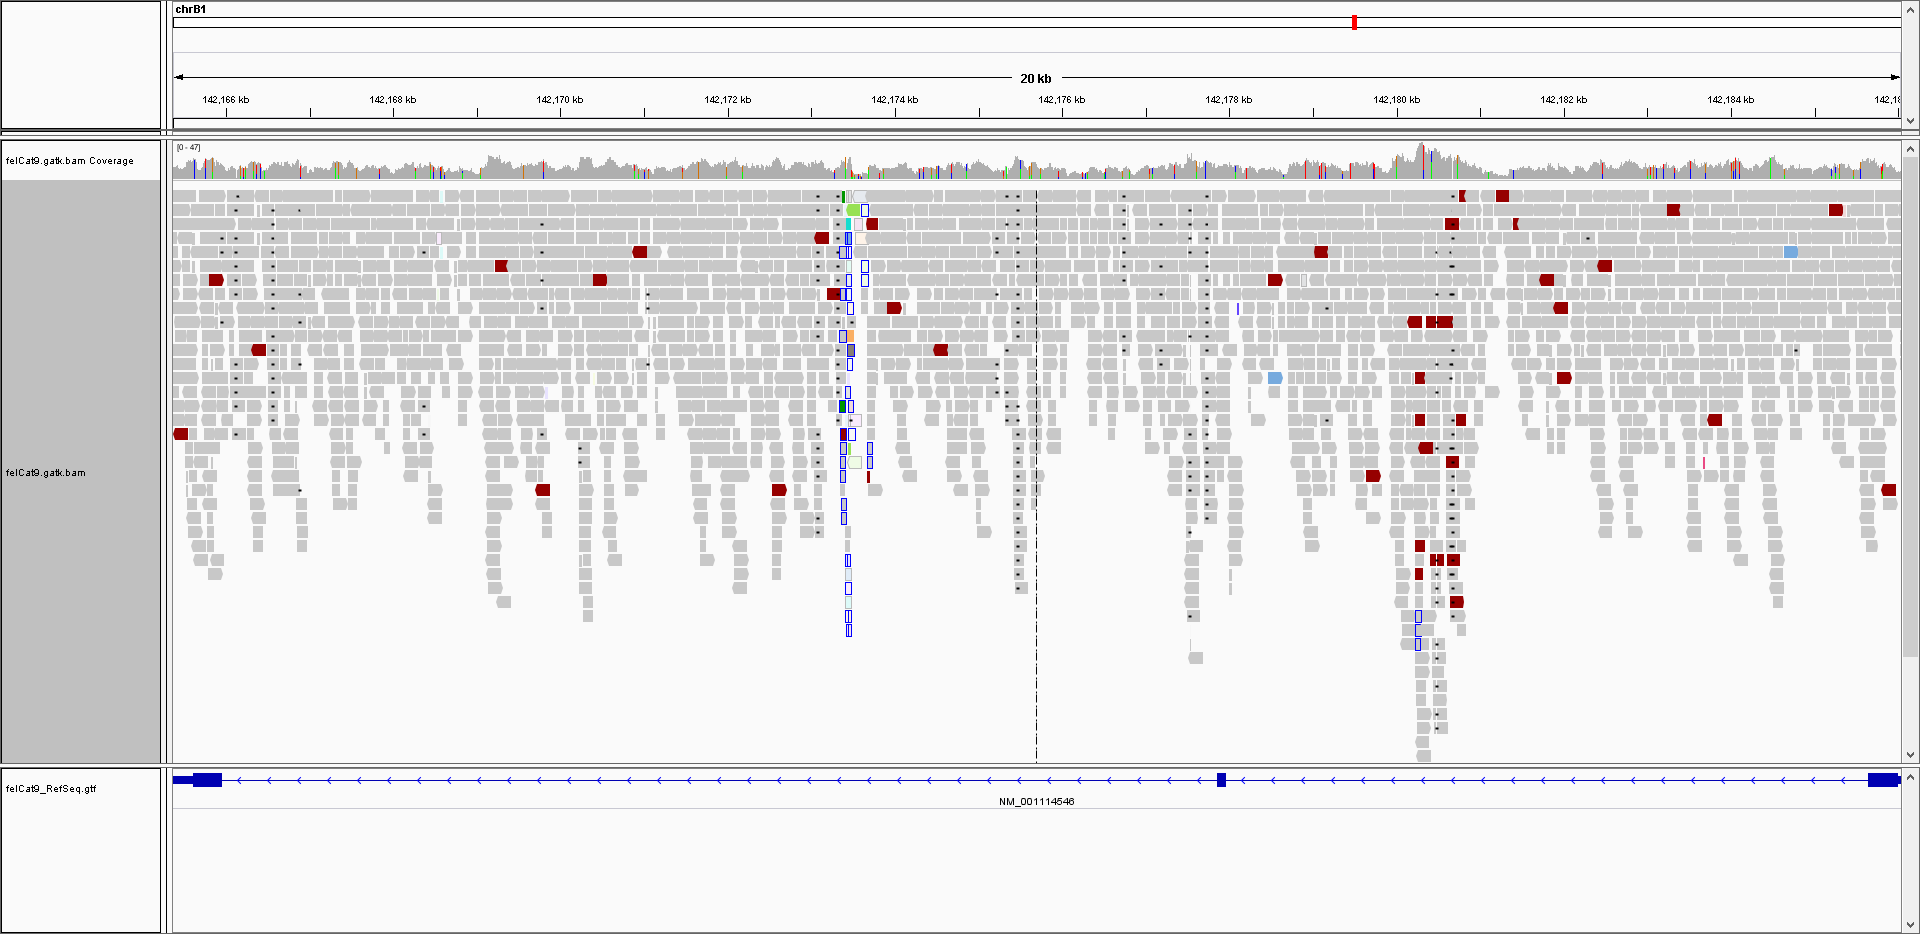 chrB1
20 kb
142,166 kb 142,168 kb 142,170 kb 142,172 kb 142,174 kb 142,176 kb 142,178 kb 142,180 kb 142,182 kb 142,184 kb 142,18
[0 - 47]
felCat9.gatk.bam Coverage
felCat9.gatk.bam
felCat9_RefSeq.gtf
NM_001114546